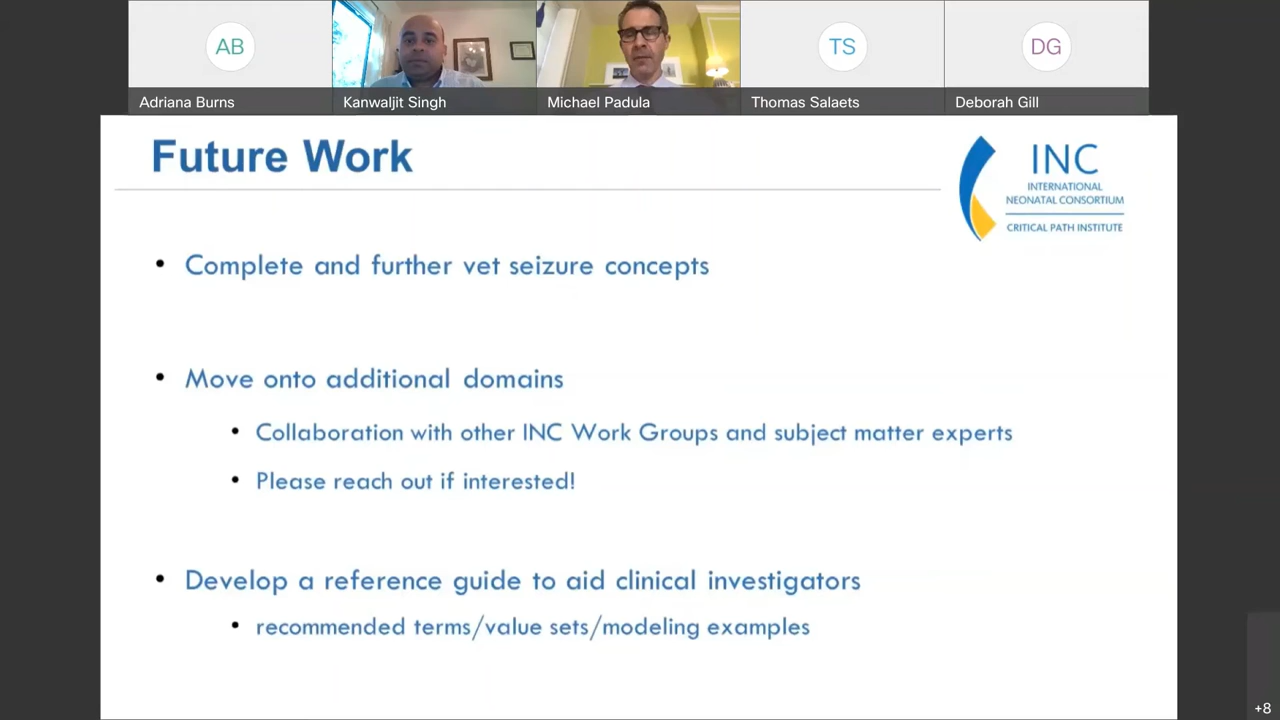 AB
TS
DG
Adriana Burns
Kanwaljit Singh
Michael Padula
Thomas Salaets
Deborah Gill
Future Work
INC
INTERNATIONAL
NEONATAL CONSORTIUM
CRITICAL PATH INSTITUTE
• Complete and further vet seizure concepts
• Move onto additional domains
• Collaboration with other INC Work Groups and subject matter experts
• Please reach out if interested!
• Develop a reference guide to aid clinical investigators
• recommended terms/value sets/modeling examples
+8